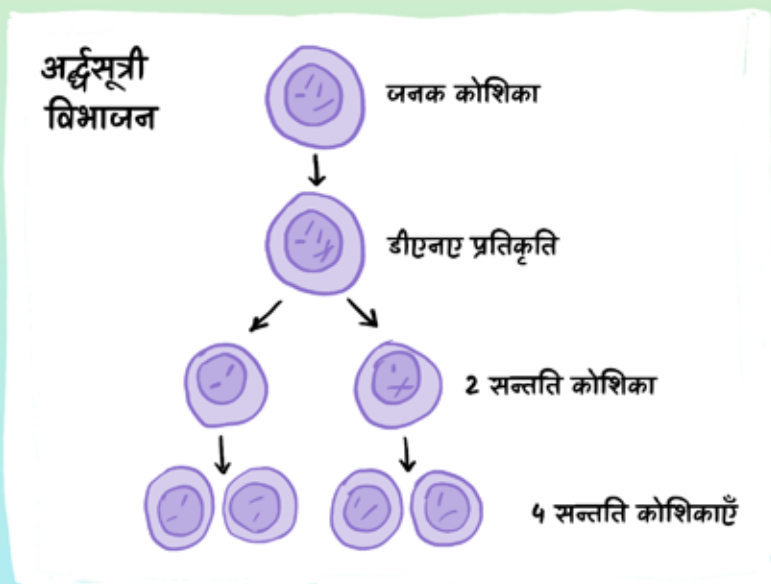 अर्द्धसूत्री
विभाजन
जनक कोशिका
डीएनए प्रतिकृति
2 सन्तति कोशिका
4 सन्तति कोशिकाएँ